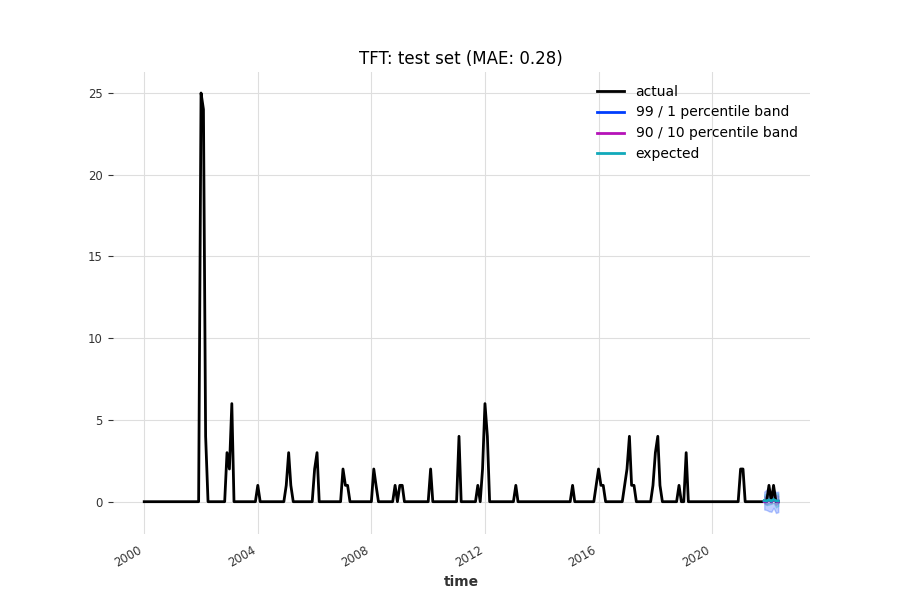 TFT: test set (MAE: 0.28)
actual
99 / 1 percentile band
90 / 10 percentile band
expected
25
20
15
10
5
0
2000
2004
2008
2012
2016
2020
time